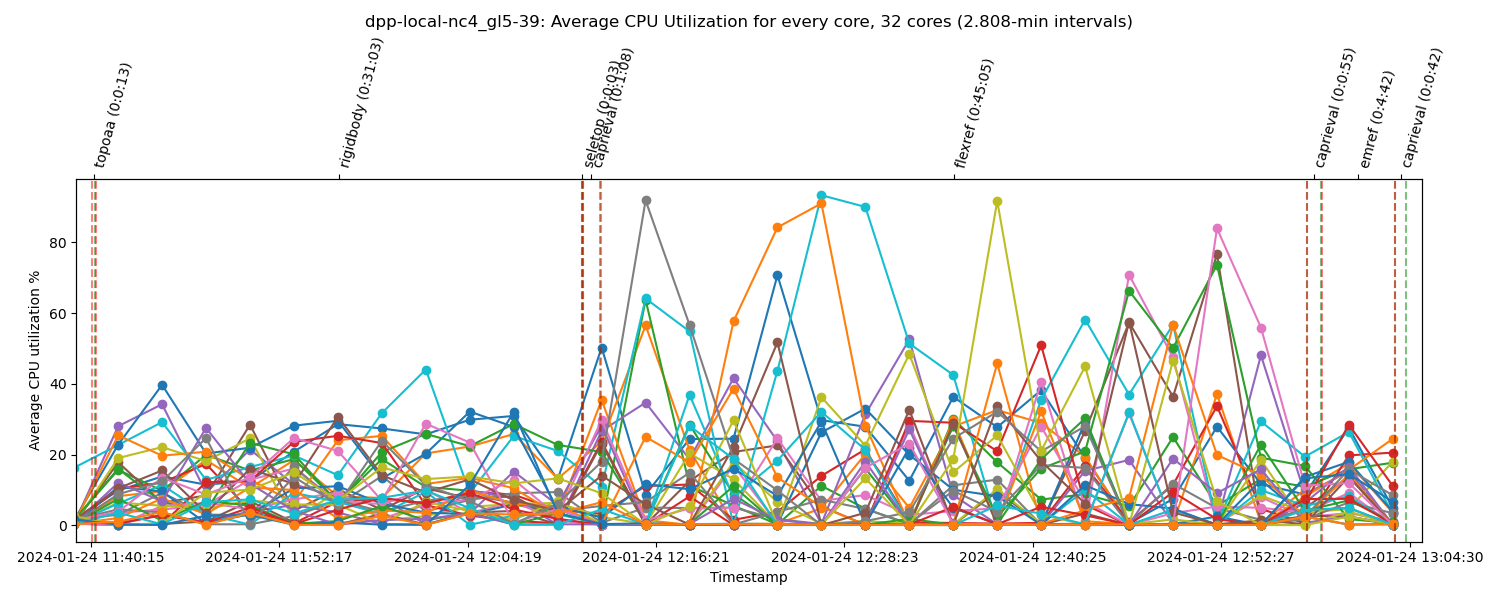 dpp-local-nc4_gl5-39: Average CPU Utilization for every core, 32 cores (2.808-min intervals)
topoaa (0:0:13)
rigidbody (0:31:03)
seletop (0:0:03)
caprieval (0:1:08)
flexref (0:45:05)
caprieval (0:0:55)
emref (0:4:42)
caprieval (0:0:42)
Average CPU utilization %
80
60
40
20
0
2024-01-24 11:40:15
2024-01-24 11:52:17
2024-01-24 12:04:19
2024-01-24 12:16:21
2024-01-24 12:28:23
2024-01-24 12:40:25
2024-01-24 12:52:27
2024-01-24 13:04:30
Timestamp